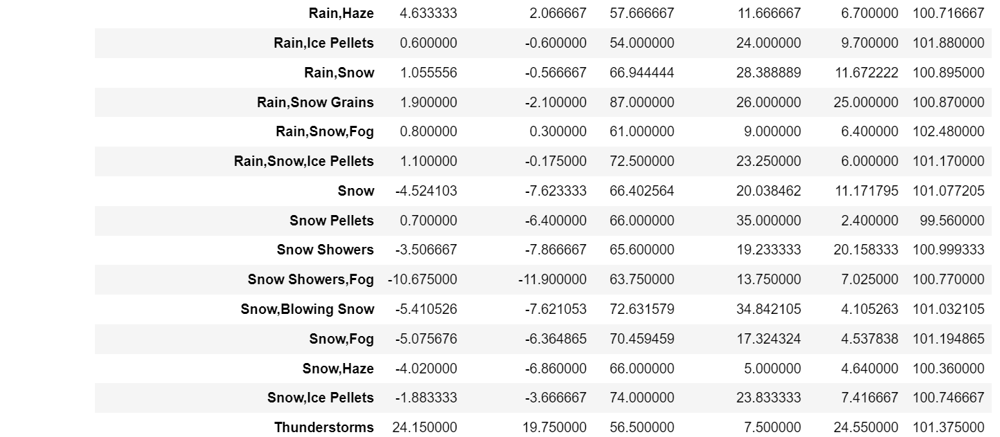 Rain,Haze 4.633333 2.066667 57.666667 11.666667 6.700000 100.716667
Rain,Ice Pellets 0.600000 -0.600000 54.000000 24.000000 9.700000 101.880000
Rain,Snow 1.055556 -0.566667 66.944444 28.388889 11.672222 100.895000
Rain,Snow Grains 1.900000 -2.100000 87.000000 26.000000 25.000000 100.870000
Rain,Snow,Fog 0.800000 0.300000 61.000000 9.000000 6.400000 102.480000
Rain,Snow,Ice Pellets 1.100000 -0.175000 72.500000 23.250000 6.000000 101.170000
Snow -4.524103 -7.623333 66.402564 20.038462 11.171795 101.077205
Snow Pellets 0.700000 -6.400000 66.000000 35.000000 2.400000 99.560000
Snow Showers -3.506667 -7.866667 65.600000 19.233333 20.158333 100.999333
Snow Showers,Fog -10.675000 -11.900000 63.750000 13.750000 7.025000 100.770000
Snow,Blowing Snow -5.410526 -7.621053 72.631579 34.842105 4.105263 101.032105
Snow,Fog -5.075676 -6.364865 70.459459 17.324324 4.537838 101.194865
Snow,Haze -4.020000 -6.860000 66.000000 5.000000 4.640000 100.360000
Snow,Ice Pellets -1.883333 -3.666667 74.000000 23.833333 7.416667 100.746667
Thunderstorms 24.150000 19.750000 56.500000 7.500000 24.550000 101.375000